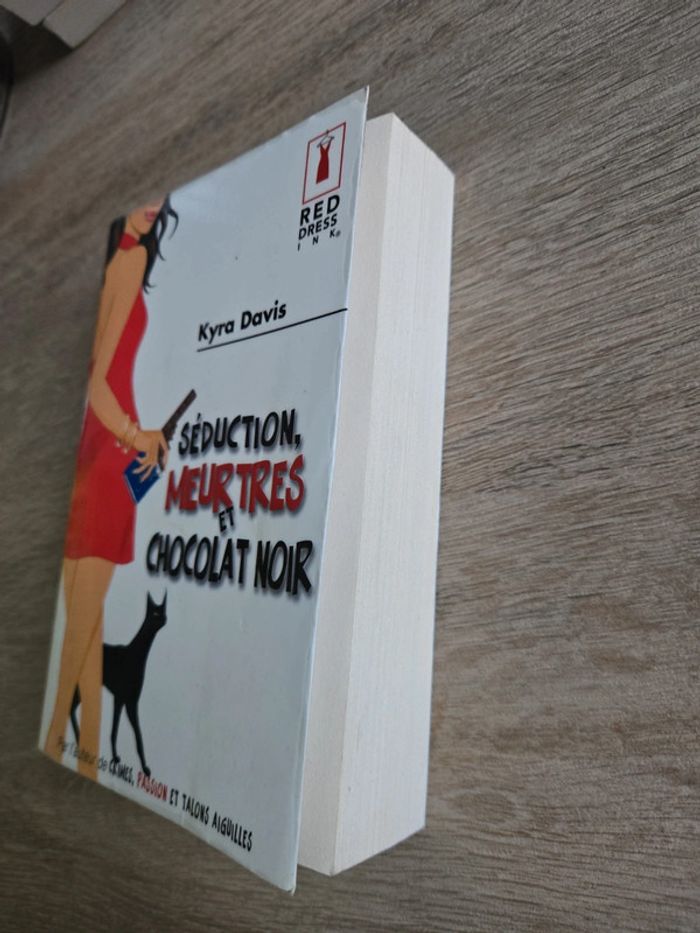 RED
DRESS
INK®
Kyra Davis
SÉDUCTION,
MEURTRES
ET
CHOCOLAT NOIR
Par l'auteur de CRIMES, PASSION ET TALONS AIGUILLES